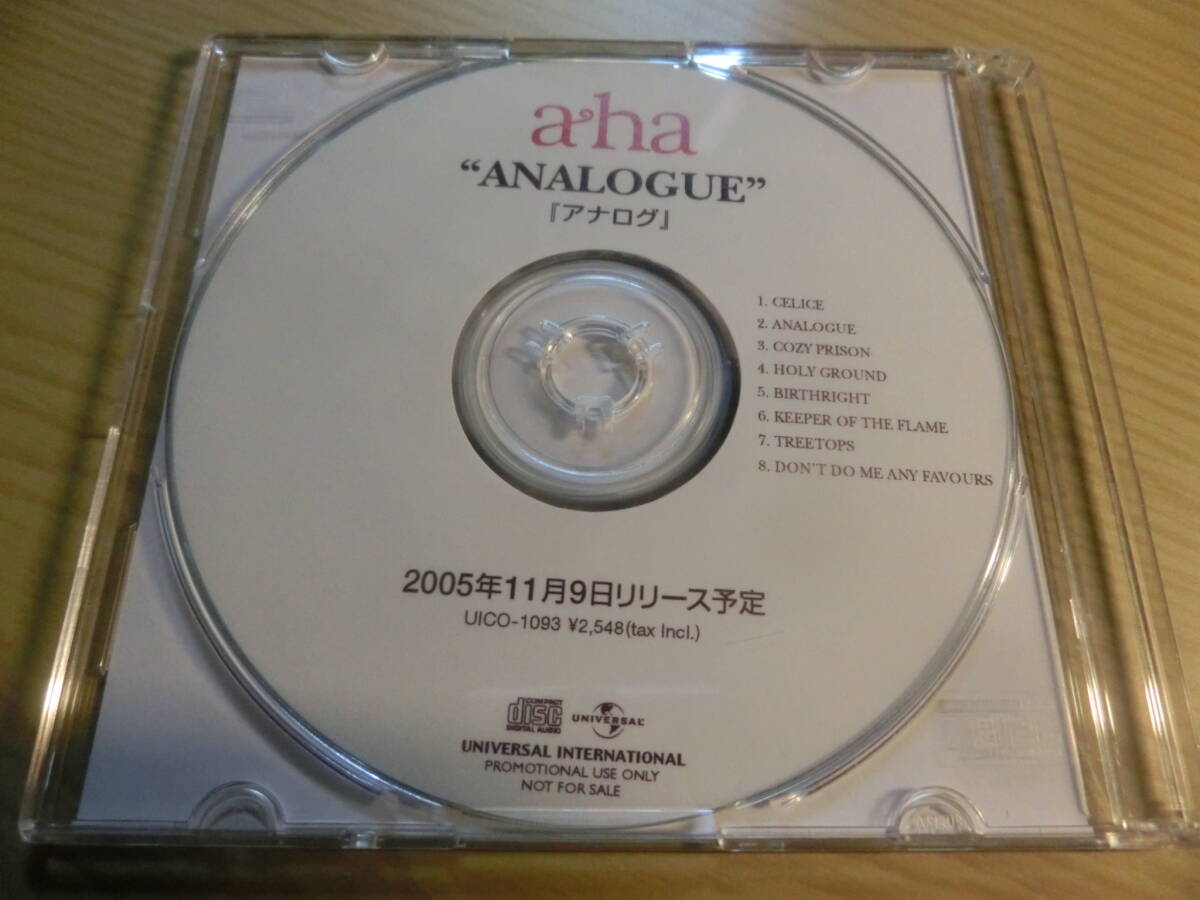 a-ha
“ANALOGUE”
『アナログ』
1. CELICE
2. ANALOGUE
3. COZY PRISON
4. HOLY GROUND
5. BIRTHRIGHT
6. KEEPER OF THE FLAME
7. TREETOPS
8. DON'T DO ME ANY FAVOURS
2005年11月9日リリース予定
UICO-1093 ¥2,548(tax Incl.)
COMPACT
disc
DIGITAL AUDIO
UNIVERSAL
UNIVERSAL INTERNATIONAL
PROMOTIONAL USE ONLY
NOT FOR SALE